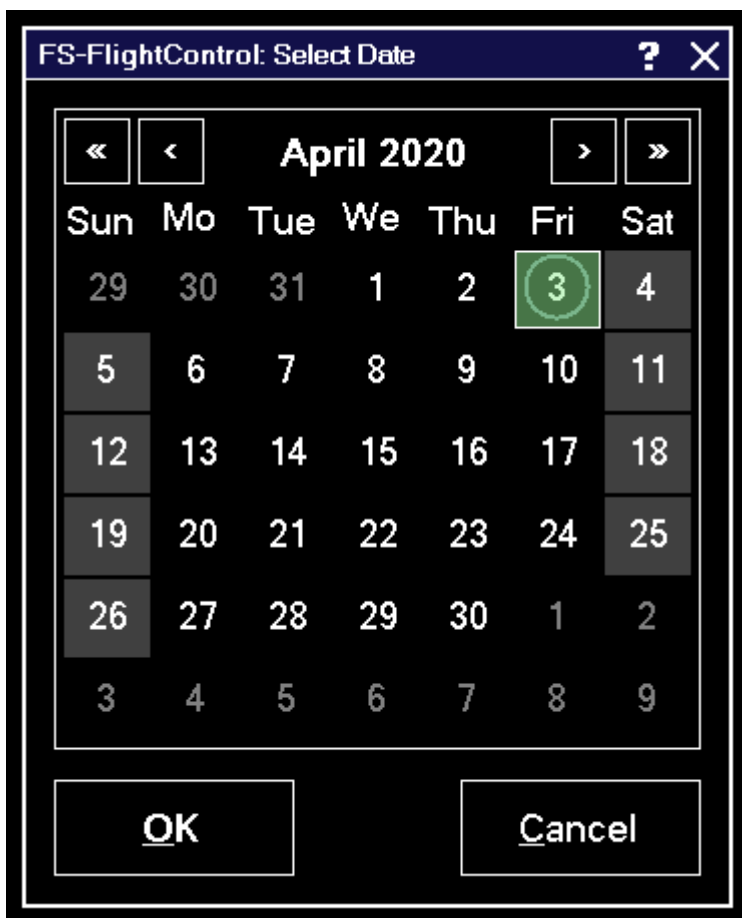 FS-FlightControl: Select Date ? X
« < April 2020 > »
Sun Mo Tue We Thu Fri Sat
29 30 31 1 2 3 4
5 6 7 8 9 10 11
12 13 14 15 16 17 18
19 20 21 22 23 24 25
26 27 28 29 30 1 2
3 4 5 6 7 8 9
OK Cancel